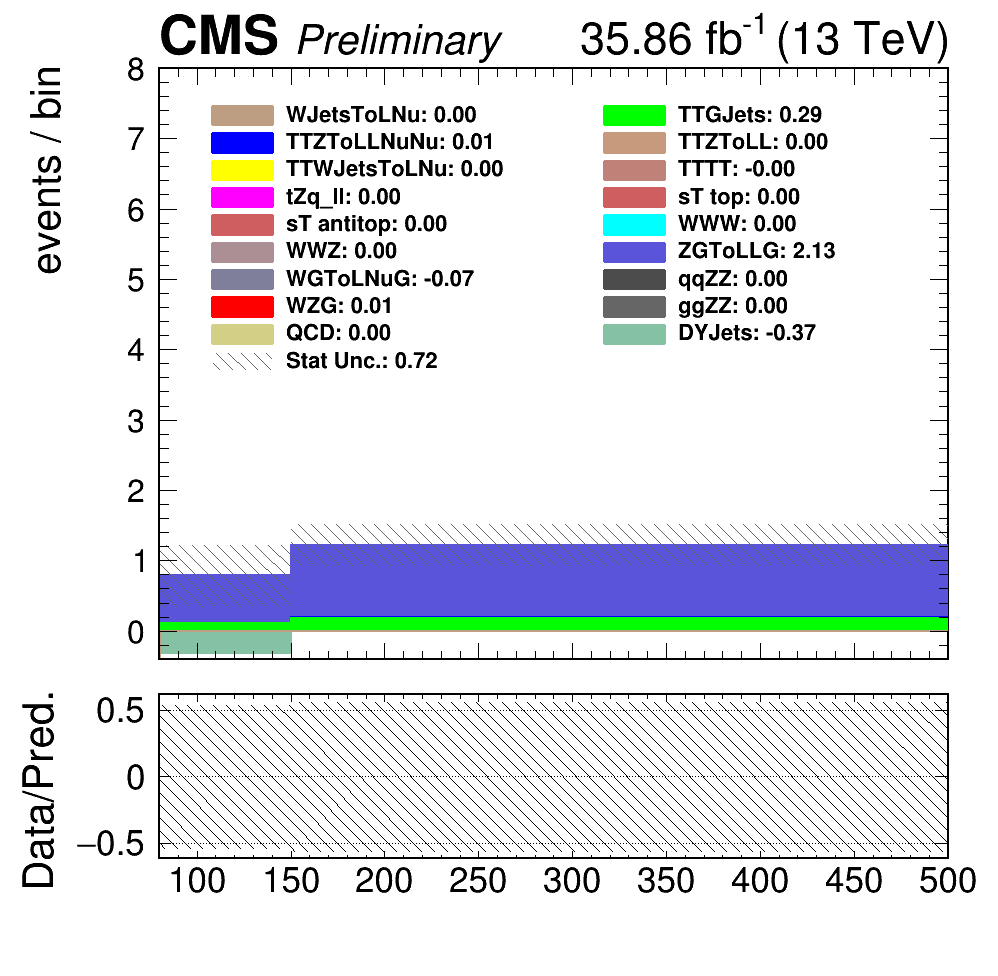 CMS Preliminary 35.86 fb-1 (13 TeV)
events / bin
8
7
6
5
4
3
2
1
0
WJetsToLNu: 0.00
TTGJets: 0.29
TTZToLLNuNu: 0.01
TTZToLL: 0.00
TTWJetsToLNu: 0.00
TTTT: -0.00
tZq_ll: 0.00
sT top: 0.00
sT antitop: 0.00
WWW: 0.00
WWZ: 0.00
ZGToLLG: 2.13
WGToLNuG: -0.07
qqZZ: 0.00
WZG: 0.01
ggZZ: 0.00
QCD: 0.00
DYJets: -0.37
Stat Unc.: 0.72
Data/Pred.
0.5
0
−0.5
100 150 200 250 300 350 400 450 500